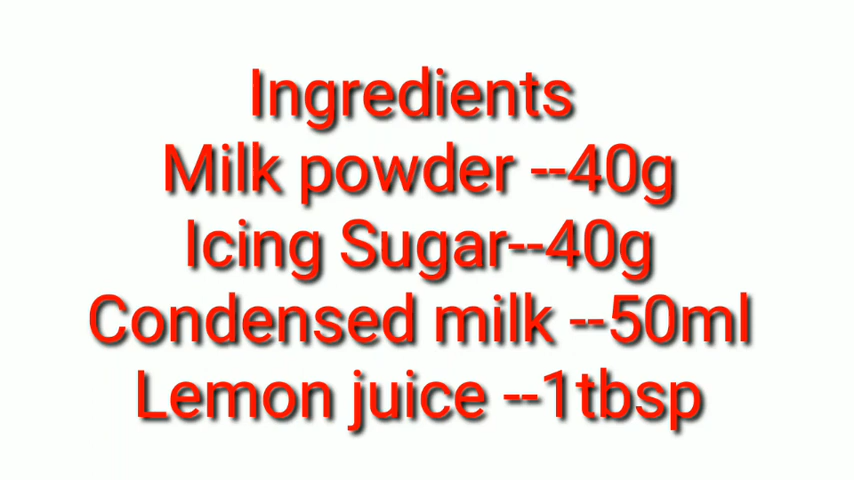 Ingredients
Milk powder --40g
Icing Sugar--40g
Condensed milk --50ml
Lemon juice --1tbsp